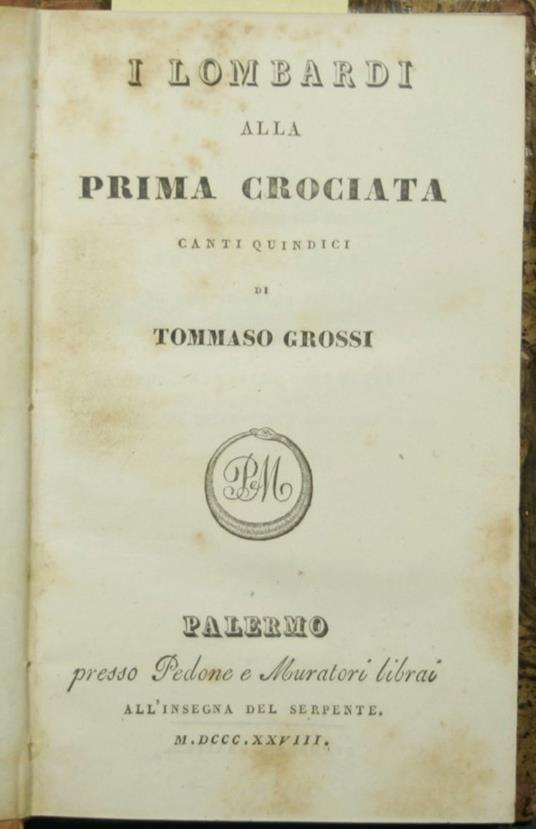 I LOMBARDI
ALLA
PRIMA CROCIATA
CANTI QUINDICI
DI
TOMMASO GROSSI
P&M
PALERMO
presso Pedone e Muratori librai
ALL'INSEGNA DEL SERPENTE.
M.DCCC.XXVIII.